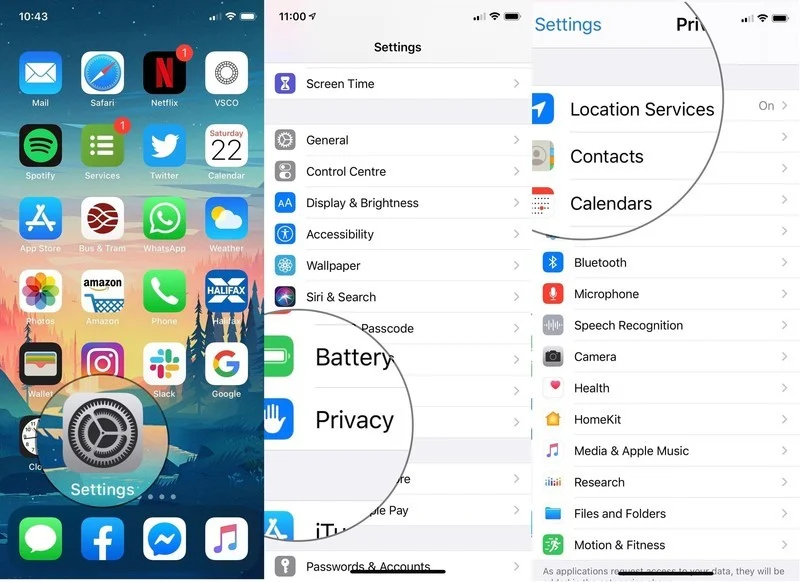 10:43
1
Mail
Safari
Netflix
VSCO
1
Saturday
22
Spotify
Services
Twitter
Calendar
App Store
Bus & Tram
WhatsApp
Weather
amazon
HALIFAX
Photos
Amazon
Phone
Halifax
Wallet
Slack
Google
Clo
Settings
11:00
Settings
Screen Time
General
Control Centre
AA
Display & Brightness
Accessibility
Wallpaper
Siri & Search
Passcode
Battery
Privacy
re
ple Pay
iTu
Passwords & Accounts
Settings
Pri
Location Services
On
Contacts
Calendars
Bluetooth
Microphone
Speech Recognition
Camera
Health
HomeKit
Media & Apple Music
Research
Files and Folders
Motion & Fitness
As applications request access to your data, they will be